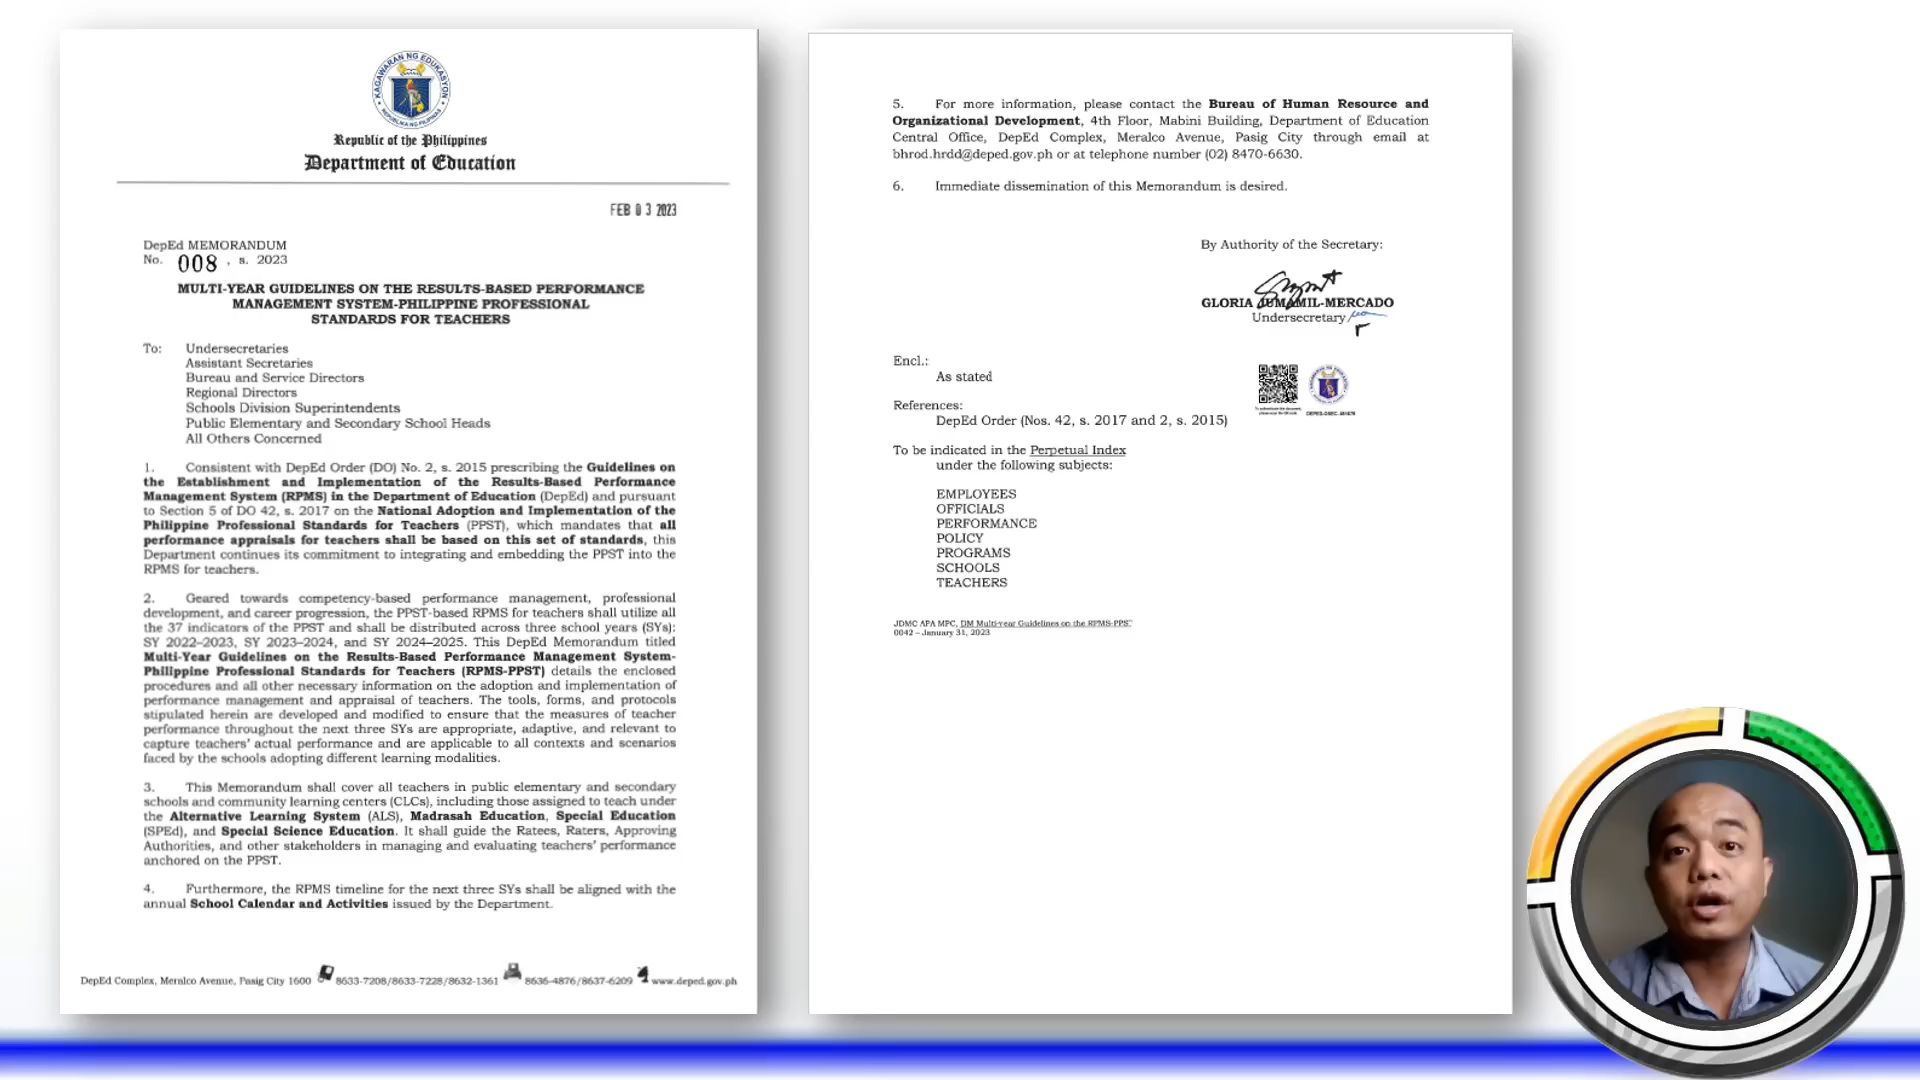 KAGAWARAN NG EDUKASYON
REPUBLIKA NG PILIPINAS
Republic of the Philippines
Department of Education
FEB 03 2023
DepEd MEMORANDUM
No. 008 , s. 2023
MULTI-YEAR GUIDELINES ON THE RESULTS-BASED PERFORMANCE
MANAGEMENT SYSTEM-PHILIPPINE PROFESSIONAL
STANDARDS FOR TEACHERS
To: Undersecretaries
Assistant Secretaries
Bureau and Service Directors
Regional Directors
Schools Division Superintendents
Public Elementary and Secondary School Heads
All Others Concerned
1. Consistent with DepEd Order (DO) No. 2, s. 2015 prescribing the Guidelines on
the Establishment and Implementation of the Results-Based Performance
Management System (RPMS) in the Department of Education (DepEd) and pursuant
to Section 5 of DO 42, s. 2017 on the National Adoption and Implementation of the
Philippine Professional Standards for Teachers (PPST), which mandates that all
performance appraisals for teachers shall be based on this set of standards, this
Department continues its commitment to integrating and embedding the PPST into the
RPMS for teachers.
2. Geared towards competency-based performance management, professional
development, and career progression, the PPST-based RPMS for teachers shall utilize all
the 37 indicators of the PPST and shall be distributed across three school years (SYs):
SY 2022–2023, SY 2023–2024, and SY 2024–2025. This DepEd Memorandum titled
Multi-Year Guidelines on the Results-Based Performance Management System-
Philippine Professional Standards for Teachers (RPMS-PPST) details the enclosed
procedures and all other necessary information on the adoption and implementation of
performance management and appraisal of teachers. The tools, forms, and protocols
stipulated herein are developed and modified to ensure that the measures of teacher
performance throughout the next three SYs are appropriate, adaptive, and relevant to
capture teachers' actual performance and are applicable to all contexts and scenarios
faced by the schools adopting different learning modalities.
3. This Memorandum shall cover all teachers in public elementary and secondary
schools and community learning centers (CLCs), including those assigned to teach under
the Alternative Learning System (ALS), Madrasah Education, Special Education
(SPEd), and Special Science Education. It shall guide the Ratees, Raters, Approving
Authorities, and other stakeholders in managing and evaluating teachers' performance
anchored on the PPST.
4. Furthermore, the RPMS timeline for the next three SYs shall be aligned with the
annual School Calendar and Activities issued by the Department.
DepEd Complex, Meralco Avenue, Pasig City 1600 8633-7208/8633-7228/8632-1361 8636-4876/8637-6209 www.deped.gov.ph
5. For more information, please contact the Bureau of Human Resource and
Organizational Development, 4th Floor, Mabini Building, Department of Education
Central Office, DepEd Complex, Meralco Avenue, Pasig City through email at
bhrod.hrdd@deped.gov.ph or at telephone number (02) 8470-6630.
6. Immediate dissemination of this Memorandum is desired.
By Authority of the Secretary:
GLORIA JUMAMIL-MERCADO
Undersecretary
Encl.:
As stated
References:
DepEd Order (Nos. 42, s. 2017 and 2, s. 2015)
To be indicated in the Perpetual Index
under the following subjects:
EMPLOYEES
OFFICIALS
PERFORMANCE
POLICY
PROGRAMS
SCHOOLS
TEACHERS
JDMC APA MPC, DM Multi-year Guidelines on the RPMS-PPST
0042 – January 31, 2023